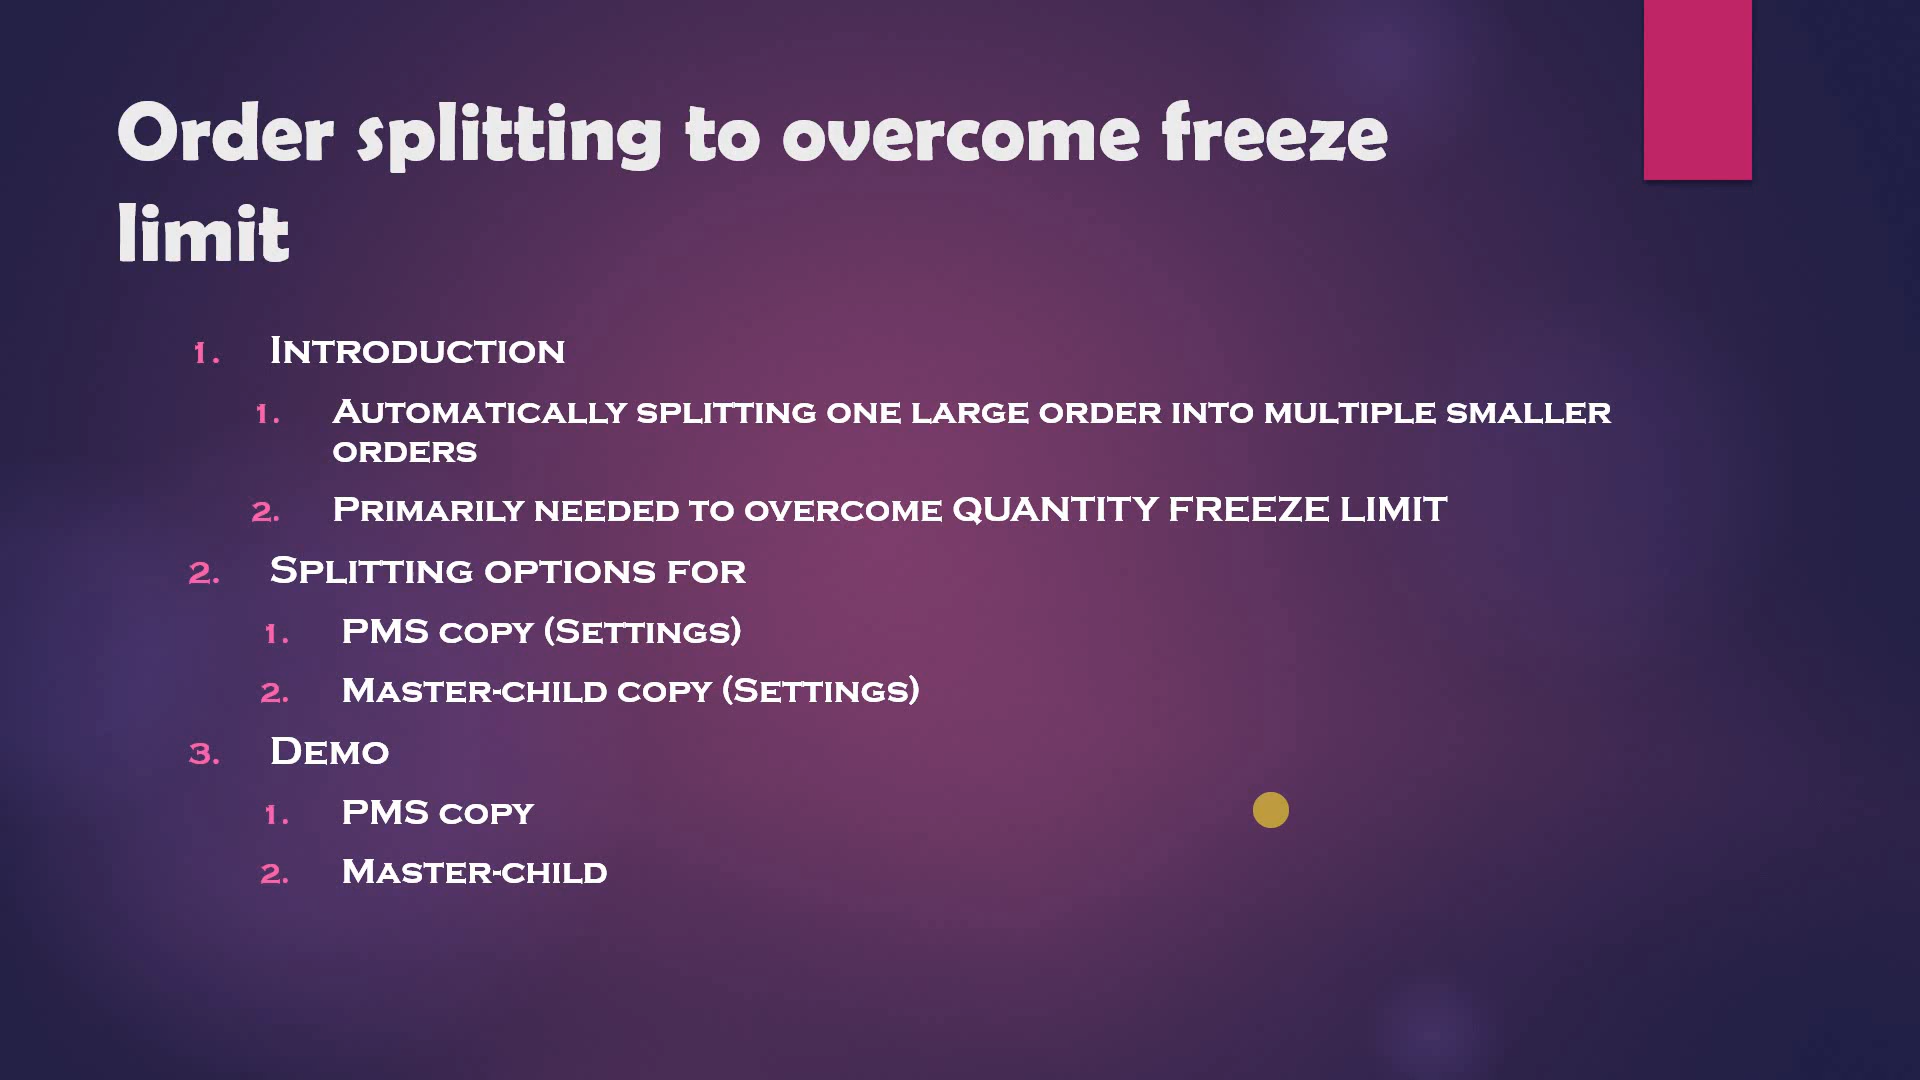 Order splitting to overcome freeze
limit
1. Introduction
1. Automatically splitting one large order into multiple smaller
orders
2. Primarily needed to overcome QUANTITY FREEZE LIMIT
2. Splitting options for
1. PMS copy (Settings)
2. Master-child copy (Settings)
3. Demo
1. PMS copy
2. Master-child